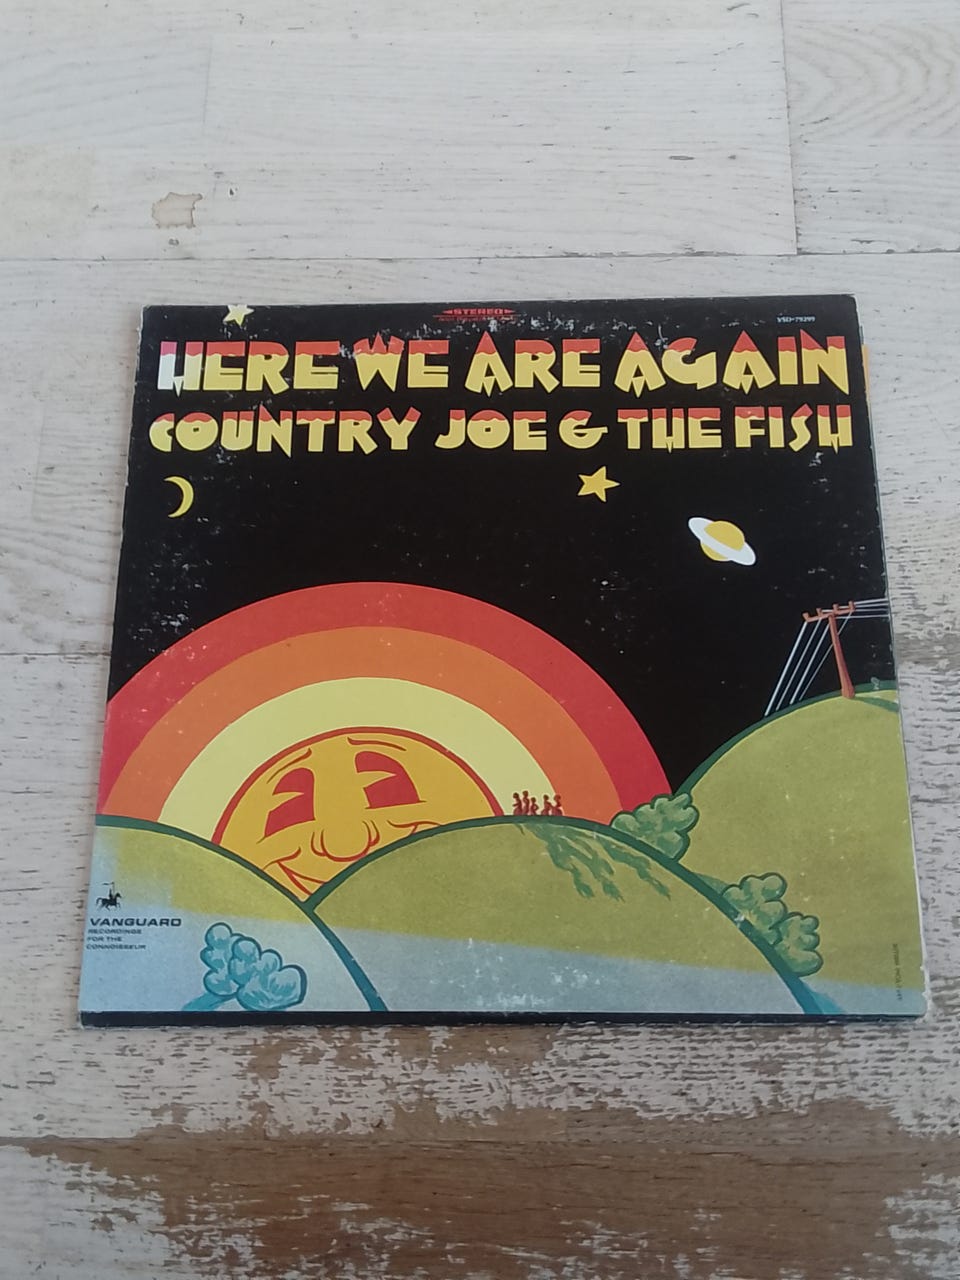 STEREO
VSD-79299
HERE WE ARE AGAIN
COUNTRY JOE & THE FISH
VANGUARD
RECORDINGS
FOR THE
CONNOISSEUR